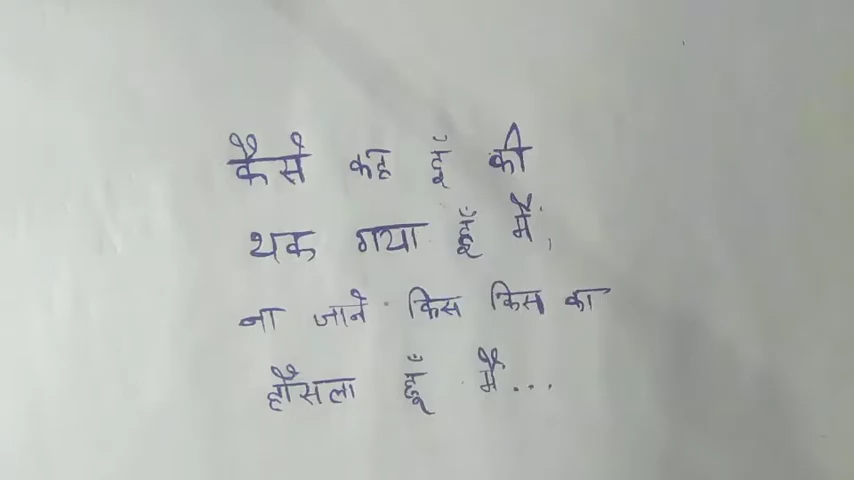 कैसे कह दूँ की
थक गया हूँ मैं,
ना जाने किस किस का
हौसला हूँ मैं...